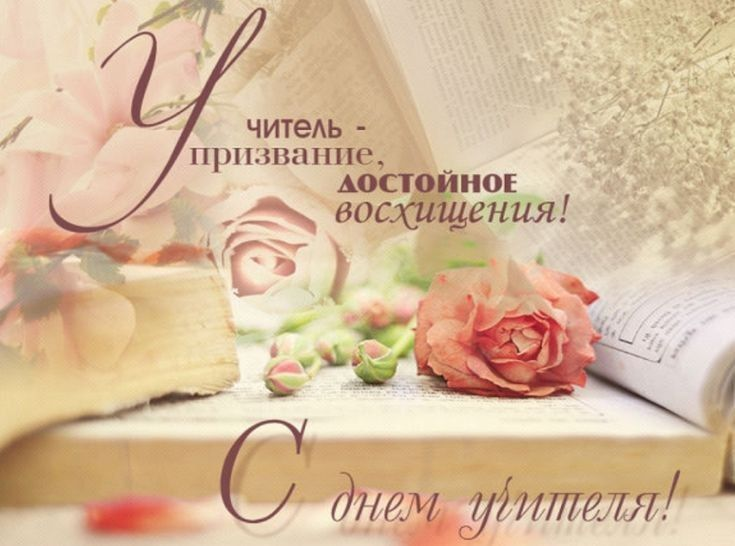 Учитель -
призвание,
ДОСТОЙНОЕ
восхищения!
С днем учителя!